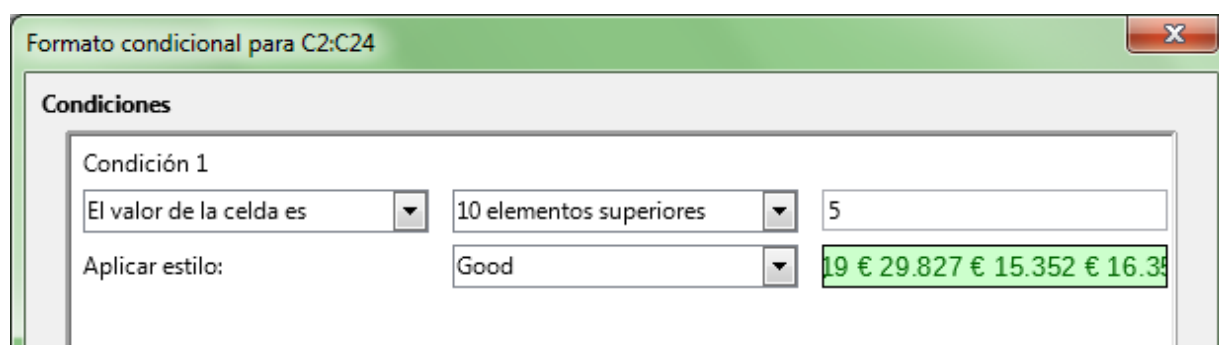 Formato condicional para C2:C24
Condiciones
Condición 1
El valor de la celda es 10 elementos superiores 5
Aplicar estilo: Good 19 € 29.827 € 15.352 € 16.35